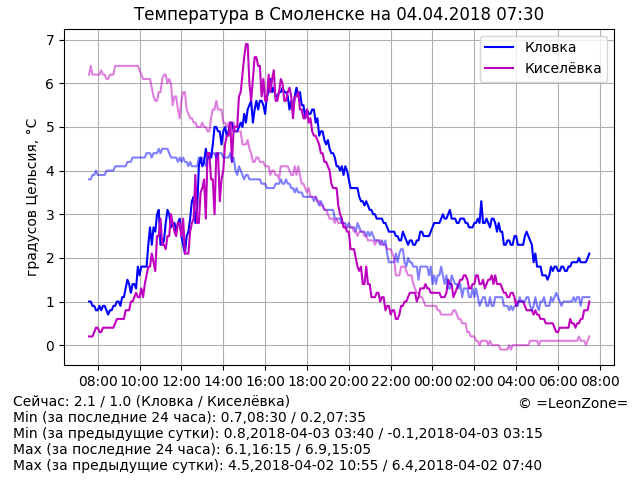 Температура в Смоленске на 04.04.2018 07:30
градусов Цельсия, °C
7
6
5
4
3
2
1
0
Кловка
Киселёвка
08:00 10:00 12:00 14:00 16:00 18:00 20:00 22:00 00:00 02:00 04:00 06:00 08:00
Сейчас: 2.1 / 1.0 (Кловка / Киселёвка)
© =LeonZone=
Min (за последние 24 часа): 0.7,08:30 / 0.2,07:35
Min (за предыдущие сутки): 0.8,2018-04-03 03:40 / -0.1,2018-04-03 03:15
Max (за последние 24 часа): 6.1,16:15 / 6.9,15:05
Max (за предыдущие сутки): 4.5,2018-04-02 10:55 / 6.4,2018-04-02 07:40